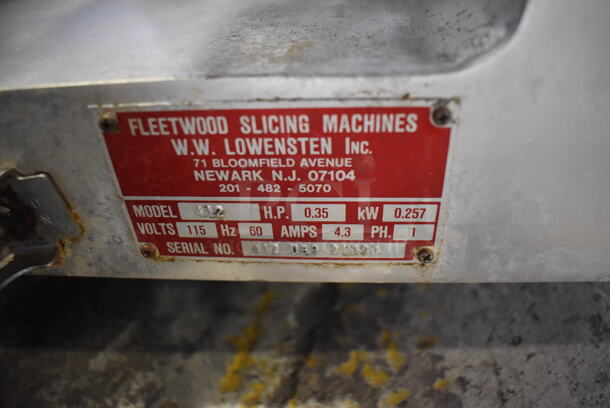 FLEETWOOD SLICING MACHINES
W.W. LOWENSTEN INC.
71 BLOOMFIELD AVENUE
NEWARK N.J. 07104
201 - 482 - 5070
MODEL H.P. 0.35 kW 0.257
VOLTS 115 Hz 60 AMPS 4.3 PH. 1
SERIAL NO.